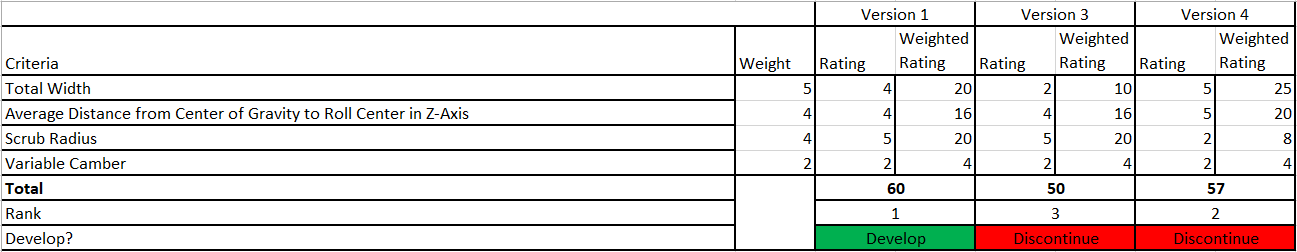 Version 1 Version 3 Version 4
Criteria Weight Rating Weighted Rating Rating Weighted Rating Rating Weighted Rating
Total Width 5 4 20 2 10 5 25
Average Distance from Center of Gravity to Roll Center in Z-Axis 4 4 16 4 16 5 20
Scrub Radius 4 5 20 5 20 2 8
Variable Camber 2 2 4 2 4 2 4
Total 60 50 57
Rank 1 3 2
Develop? Develop Discontinue Discontinue